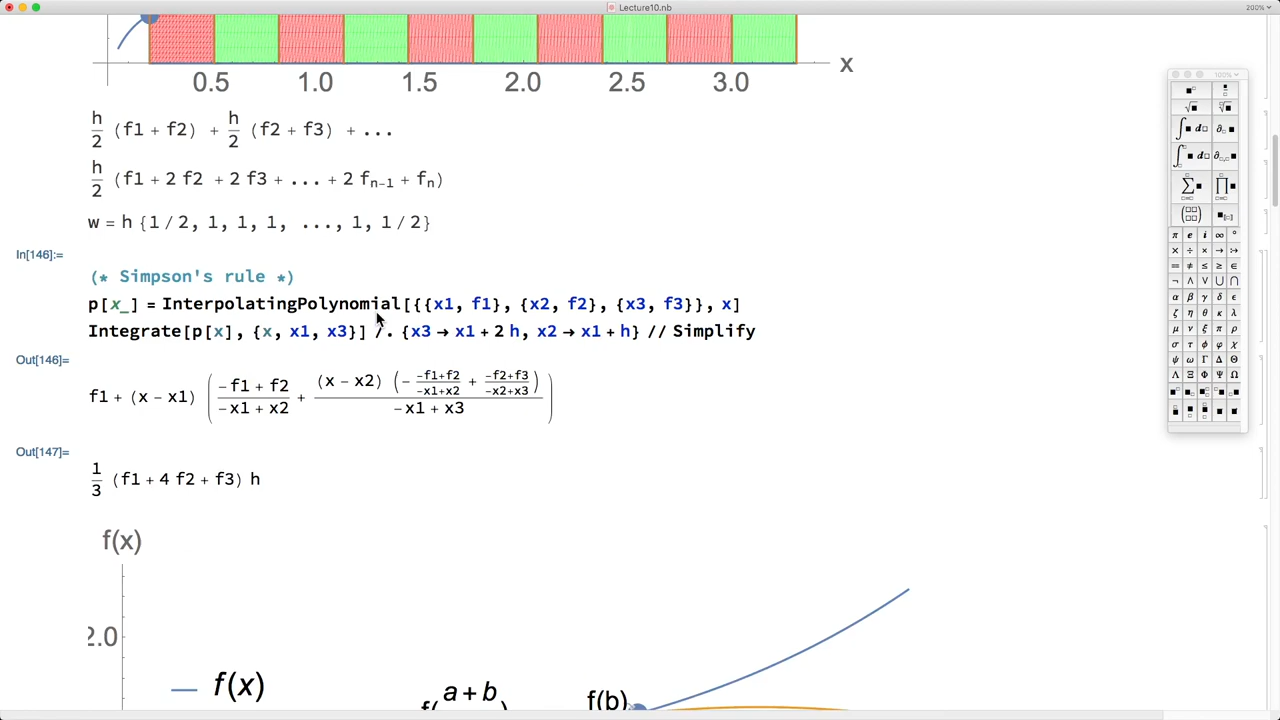 Lecture10.nb
200%
x
0.5 1.0 1.5 2.0 2.5 3.0
h/2 (f1 + f2) + h/2 (f2 + f3) + ...
h/2 (f1 + 2 f2 + 2 f3 + ... + 2 fₙ₋₁ + fₙ)
w = h {1 / 2, 1, 1, 1, ..., 1, 1 / 2}
In[146]:=
(* Simpson's rule *)
p[x_] = InterpolatingPolynomial[{{x1, f1}, {x2, f2}, {x3, f3}}, x]
Integrate[p[x], {x, x1, x3}] /. {x3 → x1 + 2 h, x2 → x1 + h} // Simplify
Out[146]=
f1 + (x - x1) ((-f1 + f2)/(-x1 + x2) + ((x - x2) (-(-f1+f2)/(-x1+x2) + (-f2+f3)/(-x2+x3)))/(-x1 + x3))
Out[147]=
1/3 (f1 + 4 f2 + f3) h
f(x)
2.0
f(x)
a + b
f(b)
100%
π e i ∞ °
× ÷ × → :→
== ≠ ≤ ≥ ∈
¬ ∧ ∨ ∪ ∩
α β γ δ ε
ζ η θ κ λ
μ ν ξ π ρ
σ τ φ χ
ψ ω Γ Δ Θ
Λ Ξ Φ Ψ Ω